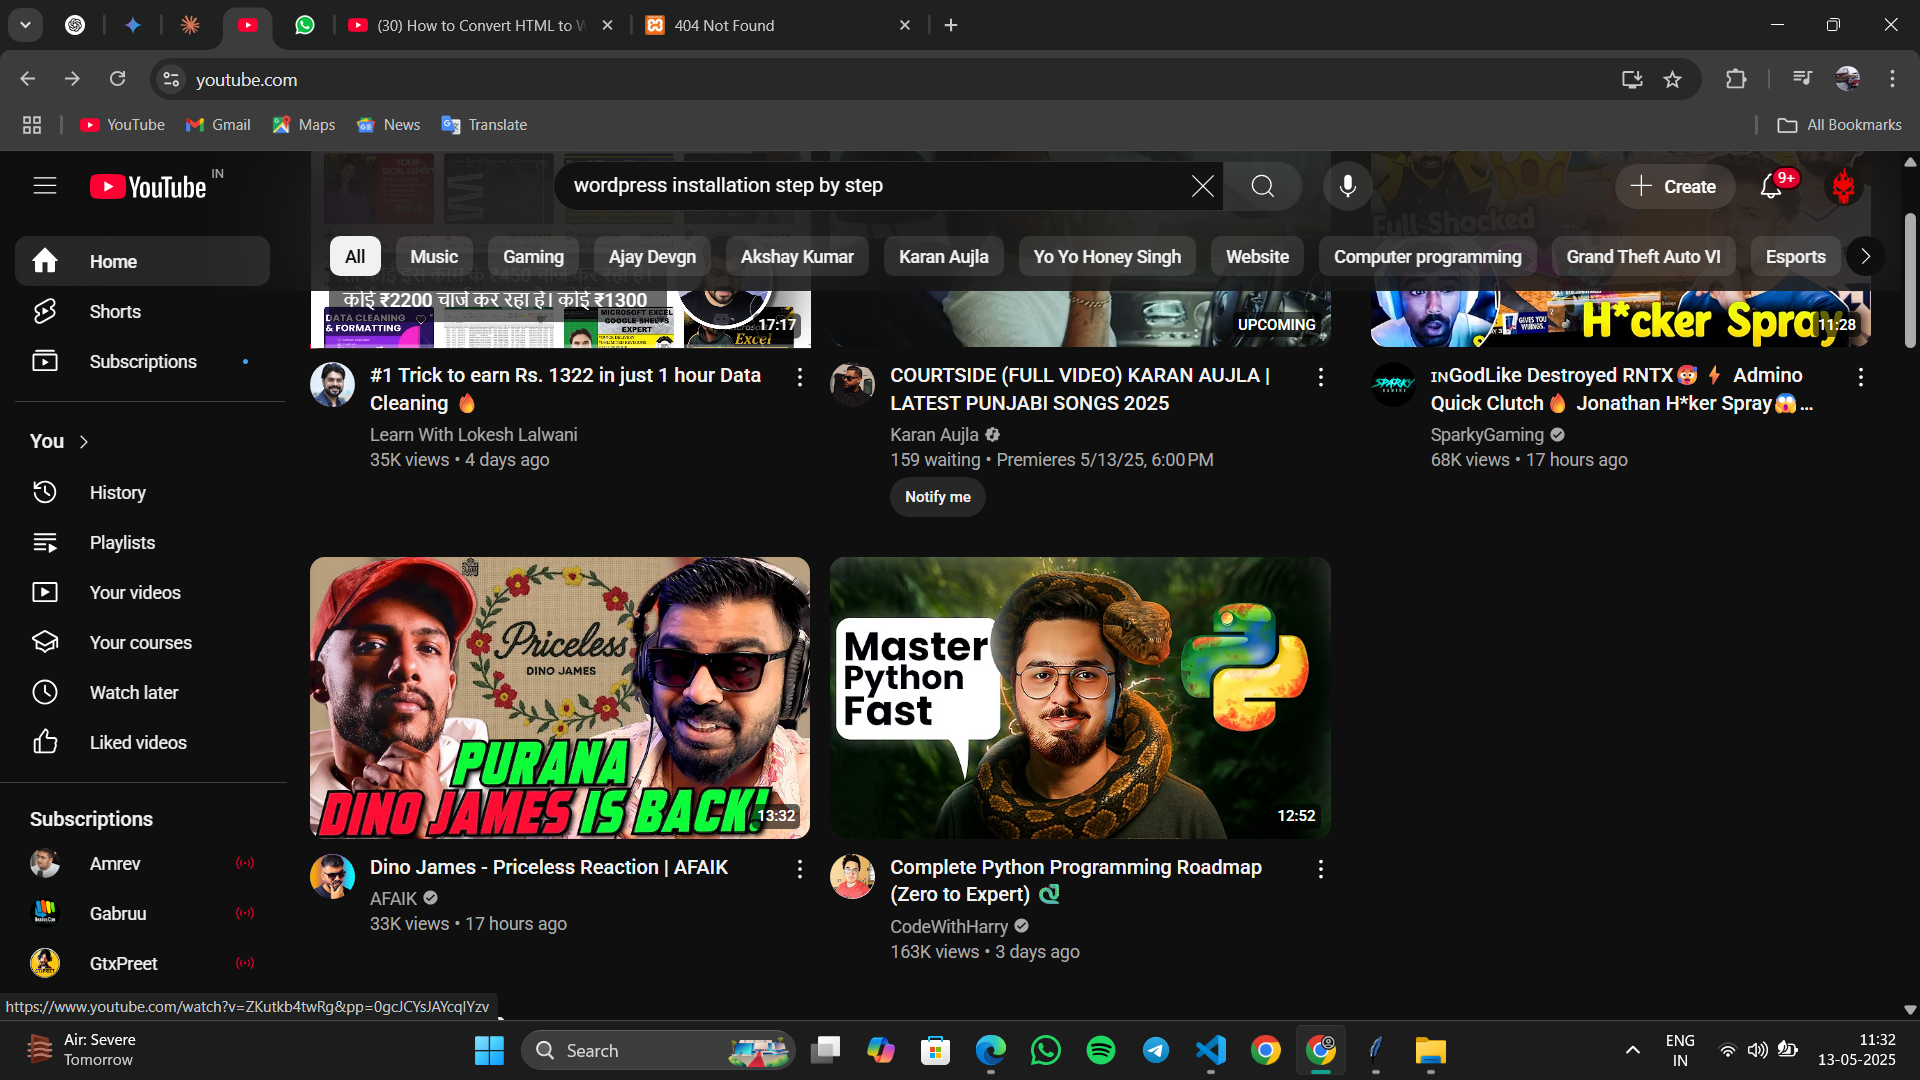 (30) How to Convert HTML to W
404 Not Found
youtube.com
YouTube
Gmail
Maps
News
Translate
All Bookmarks
YouTube IN
wordpress installation step by step
Create
9+
All
Music
Gaming
Ajay Devgn
Akshay Kumar
Karan Aujla
Yo Yo Honey Singh
Website
Computer programming
Grand Theft Auto VI
Esports
Home
Shorts
Subscriptions
You
History
Playlists
Your videos
Your courses
Watch later
Liked videos
Subscriptions
Amrev
Gabruu
GtxPreet
Full-Shocked
कोई ₹2200 चार्ज कर रहा है। कोई ₹1300
DATA CLEANING
& FORMATTING
MICROSOFT EXCEL
GOOGLE SHEETS
EXPERT
Excel
17:17
UPCOMING
H*cker Spray
11:28
#1 Trick to earn Rs. 1322 in just 1 hour Data
Cleaning 🔥
Learn With Lokesh Lalwani
35K views • 4 days ago
COURTSIDE (FULL VIDEO) KARAN AUJLA |
LATEST PUNJABI SONGS 2025
Karan Aujla
159 waiting • Premieres 5/13/25, 6:00 PM
Notify me
SPARKY
ɪɴGodLike Destroyed RNTX🥵⚡ Admino
Quick Clutch🔥 Jonathan H*ker Spray😱...
SparkyGaming
68K views • 17 hours ago
Priceless
DINO JAMES
PURANA
DINO JAMES IS BACK!
13:32
Master
Python
Fast
12:52
Dino James - Priceless Reaction | AFAIK
AFAIK
33K views • 17 hours ago
Complete Python Programming Roadmap
(Zero to Expert)
CodeWithHarry
163K views • 3 days ago
https://www.youtube.com/watch?v=ZKutkb4twRg&pp=0gcJCYsJAYcqIYzv
Air: Severe
Tomorrow
Search
ENG
IN
11:32
13-05-2025